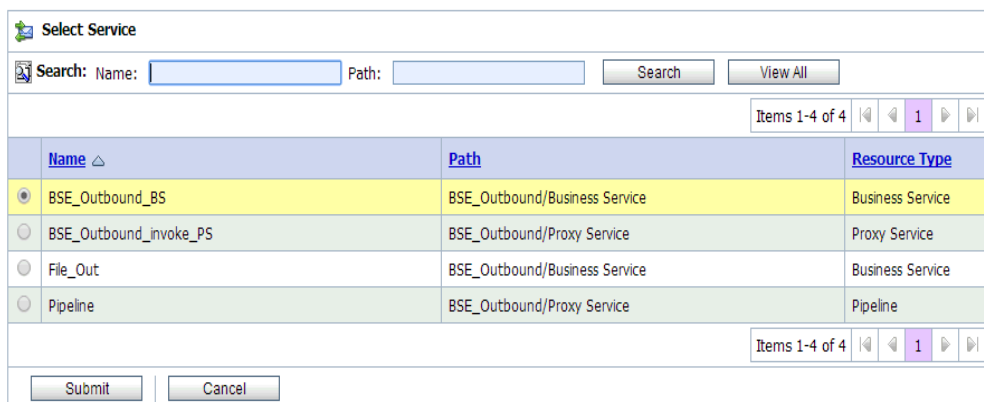 Select Service
Search: Name: Path: Search View All
Items 1-4 of 4 1
Name Path Resource Type
BSE_Outbound_BS BSE_Outbound/Business Service Business Service
BSE_Outbound_invoke_PS BSE_Outbound/Proxy Service Proxy Service
File_Out BSE_Outbound/Business Service Business Service
Pipeline BSE_Outbound/Proxy Service Pipeline
Items 1-4 of 4 1
Submit Cancel